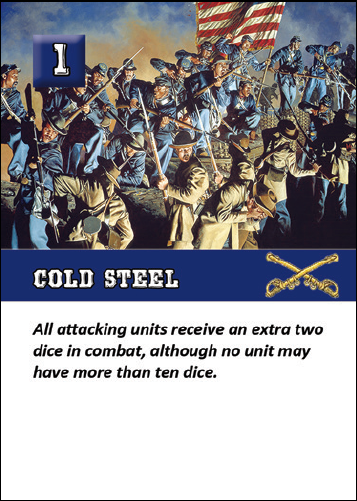 1
COLD STEEL
All attacking units receive an extra two
dice in combat, although no unit may
have more than ten dice.